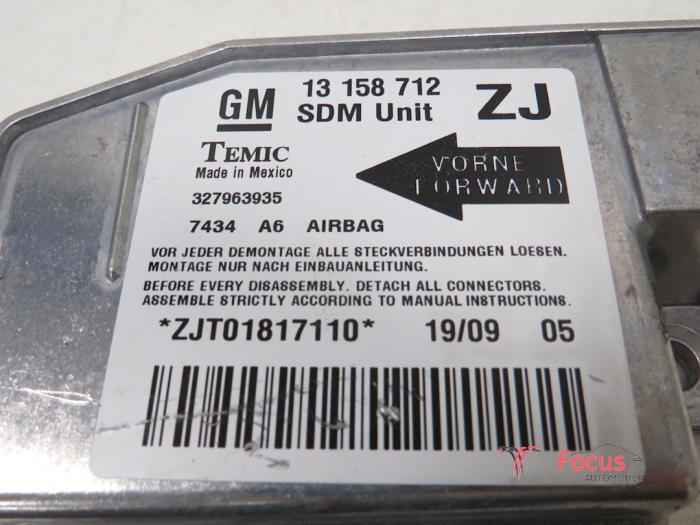 GM 13 158 712 ZJ
SDM Unit
TEMIC
Made in Mexico
VORNE
FORWARD
327963935
7434 A6 AIRBAG
VOR JEDER DEMONTAGE ALLE STECKVERBINDUNGEN LOESEN.
MONTAGE NUR NACH EINBAUANLEITUNG.
BEFORE EVERY DISASSEMBLY. DETACH ALL CONNECTORS.
ASSEMBLE STRICTLY ACCORDING TO MANUAL INSTRUCTIONS.
*ZJT01817110* 19/09 05
Focus
AUTOMOTIVE